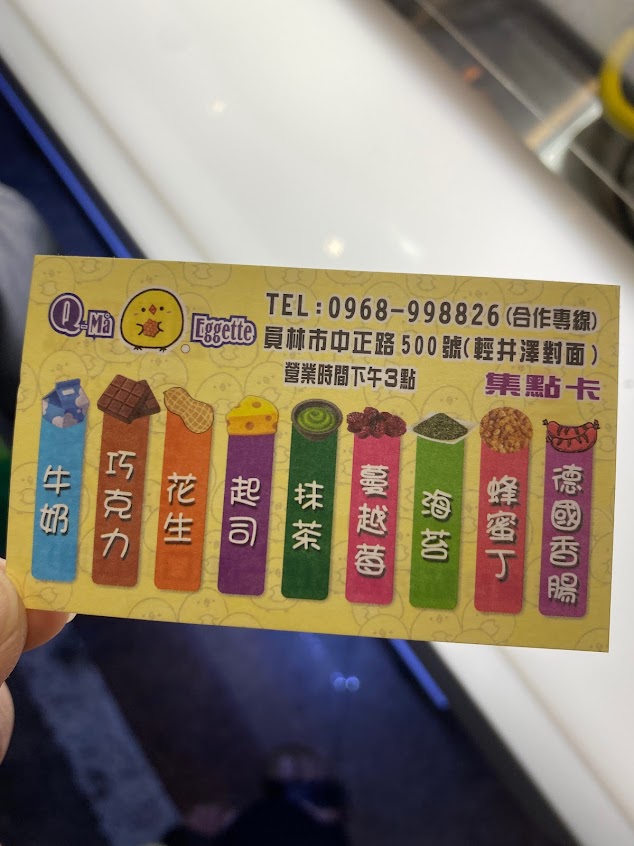 Q-Mà Eggette
TEL:0968-998826(合作專線)
員林市中正路500號(輕井澤對面)
營業時間下午3點
集點卡
牛奶
巧克力
花生
起司
抹茶
蔓越莓
海苔
蜂蜜丁
德國香腸